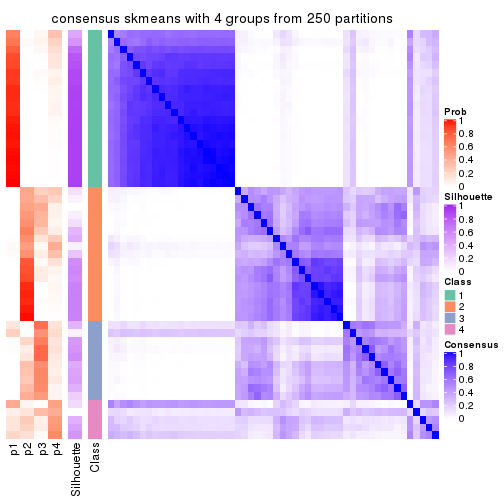 consensus skmeans with 4 groups from 250 partitions
Prob
1
0.8
0.6
0.4
0.2
0
Silhouette
1
0.8
0.6
0.4
0.2
0
Class
1
2
3
4
Consensus
1
0.8
0.6
0.4
0.2
0
p1
p2
p3
p4
Silhouette
Class